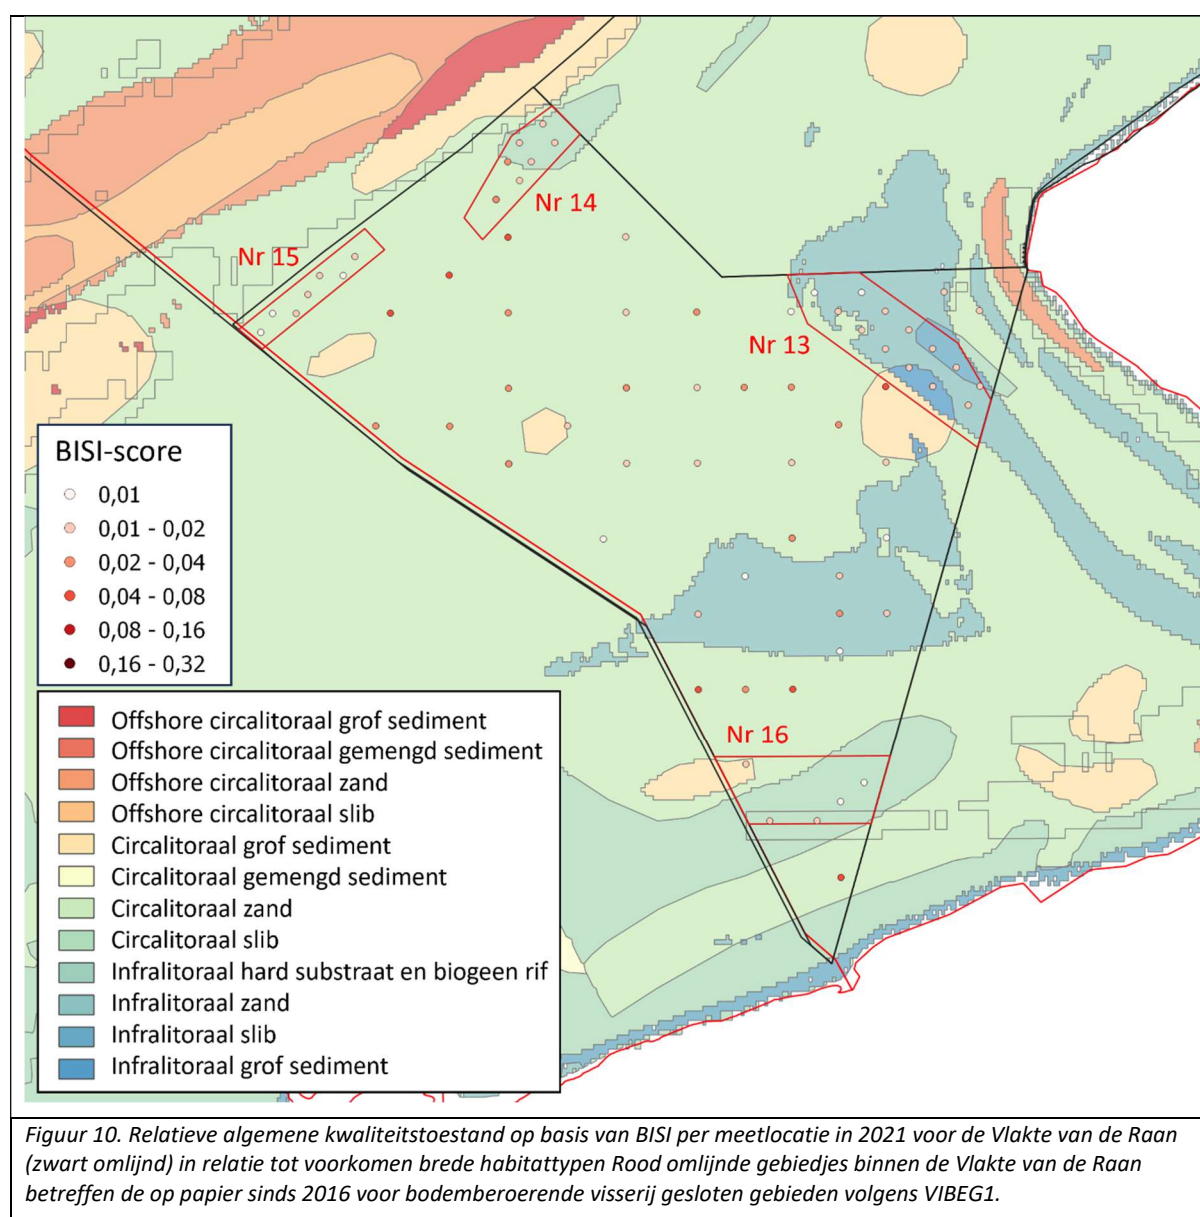 Nr 14
Nr 15
Nr 13
BISI-score
0,01
0,01 - 0,02
0,02 - 0,04
0,04 - 0,08
0,08 - 0,16
0,16 - 0,32
Nr 16
Offshore circalitoraal grof sediment
Offshore circalitoraal gemengd sediment
Offshore circalitoraal zand
Offshore circalitoraal slib
Circalitoraal grof sediment
Circalitoraal gemengd sediment
Circalitoraal zand
Circalitoraal slib
Infralitoraal hard substraat en biogeen rif
Infralitoraal zand
Infralitoraal slib
Infralitoraal grof sediment
Figuur 10. Relatieve algemene kwaliteitstoestand op basis van BISI per meetlocatie in 2021 voor de Vlakte van de Raan
(zwart omlijnd) in relatie tot voorkomen brede habitattypen Rood omlijnde gebiedjes binnen de Vlakte van de Raan
betreffen de op papier sinds 2016 voor bodemberoerende visserij gesloten gebieden volgens VIBEG1.